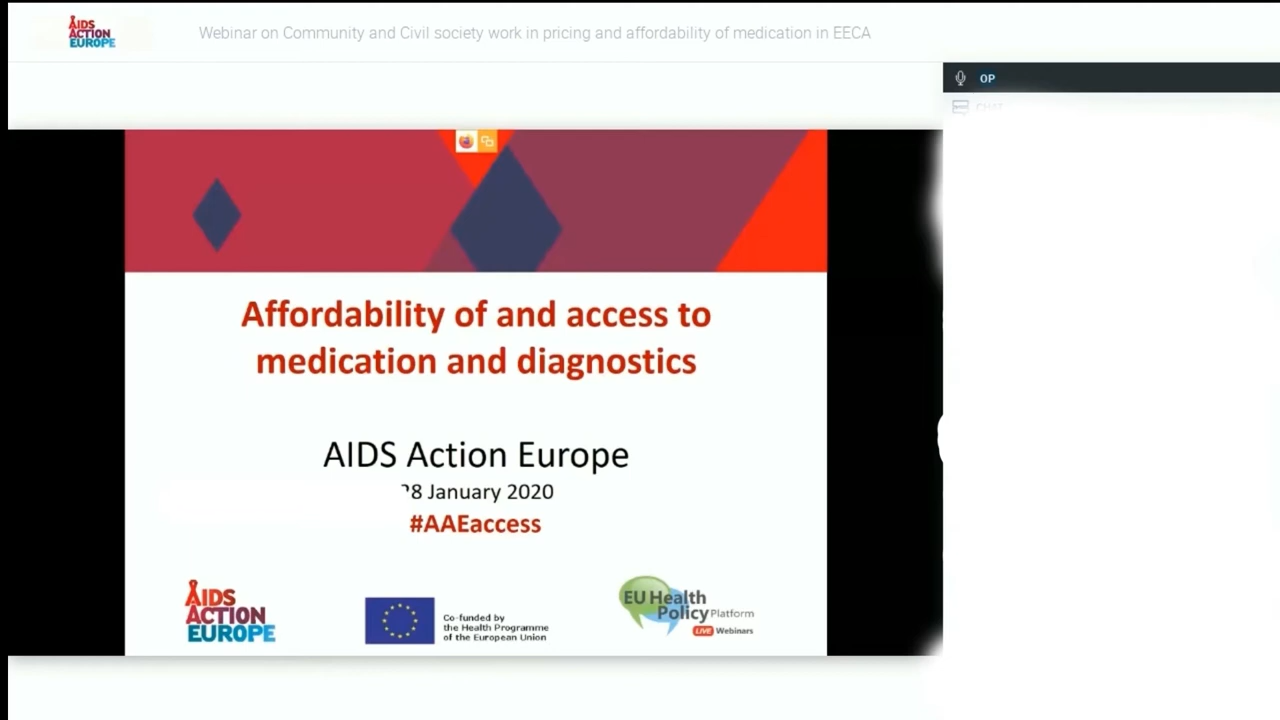 AIDS
ACTION
EUROPE
Webinar on Community and Civil society work in pricing and affordability of medication in EECA
OP
CHAT
Affordability of and access to
medication and diagnostics
AIDS Action Europe
8 January 2020
#AAEaccess
AIDS
ACTION
EUROPE
Co-funded by
the Health Programme
of the European Union
EU Health
Policy Platform
LIVE Webinars